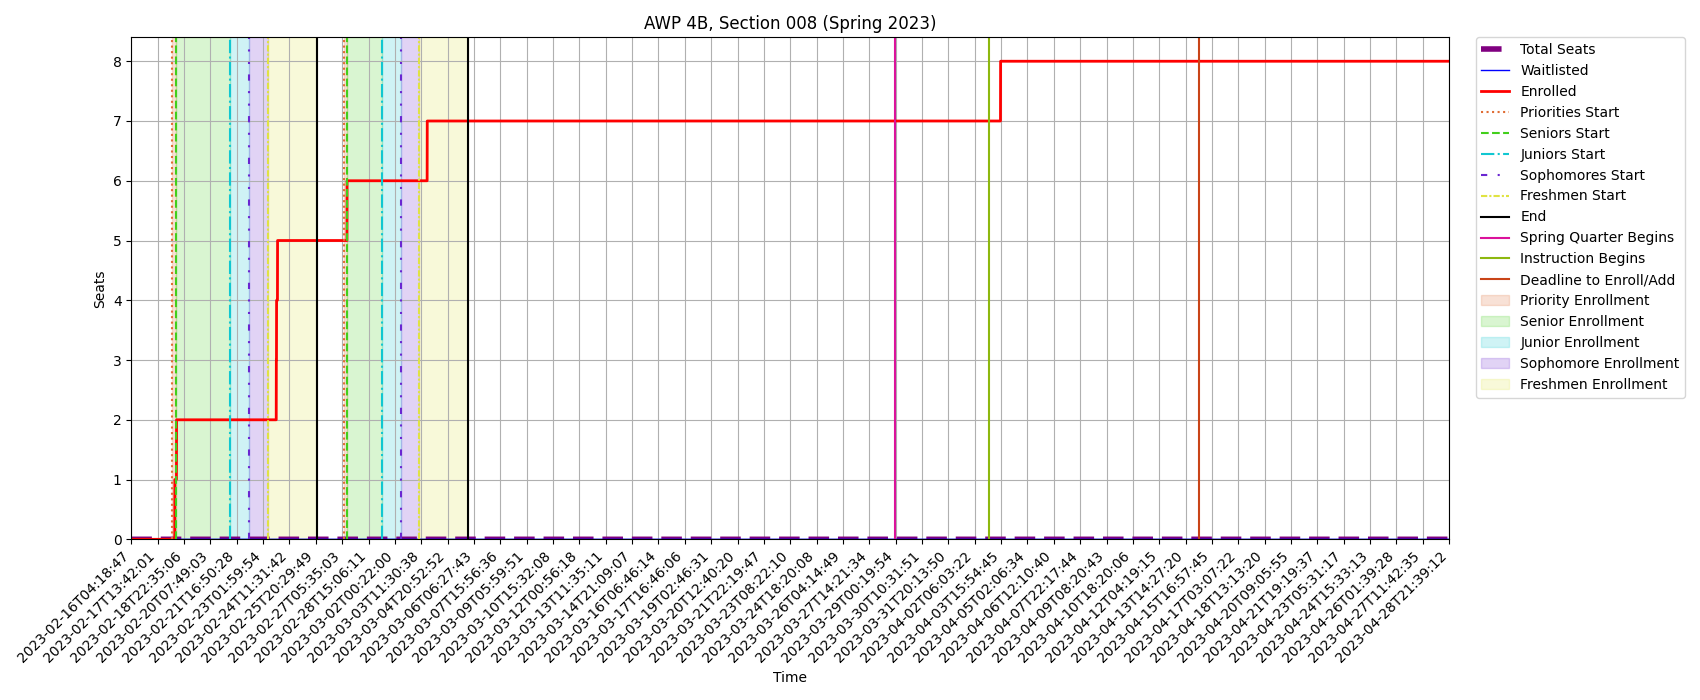 AWP 4B, Section 008 (Spring 2023)
Seats
8
7
6
5
4
3
2
1
0
2023-02-16T04:18:47
2023-02-17T13:42:01
2023-02-18T22:35:06
2023-02-20T07:49:03
2023-02-21T16:50:28
2023-02-23T01:59:54
2023-02-24T11:31:42
2023-02-25T20:29:49
2023-02-27T05:35:03
2023-02-28T15:06:11
2023-03-02T00:22:00
2023-03-03T11:30:38
2023-03-04T20:52:52
2023-03-06T06:27:43
2023-03-07T15:56:36
2023-03-09T05:59:51
2023-03-10T15:32:08
2023-03-12T00:56:18
2023-03-13T11:35:11
2023-03-14T21:09:07
2023-03-16T06:46:14
2023-03-17T16:46:06
2023-03-19T02:46:31
2023-03-20T12:40:20
2023-03-21T22:19:47
2023-03-23T08:22:10
2023-03-24T18:20:08
2023-03-26T04:14:49
2023-03-27T14:21:34
2023-03-29T00:19:54
2023-03-30T10:31:51
2023-03-31T20:13:50
2023-04-02T06:03:22
2023-04-03T15:54:45
2023-04-05T02:06:34
2023-04-06T12:10:40
2023-04-07T22:17:44
2023-04-09T08:20:43
2023-04-10T18:20:06
2023-04-12T04:19:15
2023-04-13T14:27:20
2023-04-15T16:57:45
2023-04-17T03:07:22
2023-04-18T13:13:20
2023-04-20T09:05:55
2023-04-21T19:19:37
2023-04-23T05:31:17
2023-04-24T15:33:13
2023-04-26T01:39:28
2023-04-27T11:42:35
2023-04-28T21:39:12
Time
Total Seats
Waitlisted
Enrolled
Priorities Start
Seniors Start
Juniors Start
Sophomores Start
Freshmen Start
End
Spring Quarter Begins
Instruction Begins
Deadline to Enroll/Add
Priority Enrollment
Senior Enrollment
Junior Enrollment
Sophomore Enrollment
Freshmen Enrollment